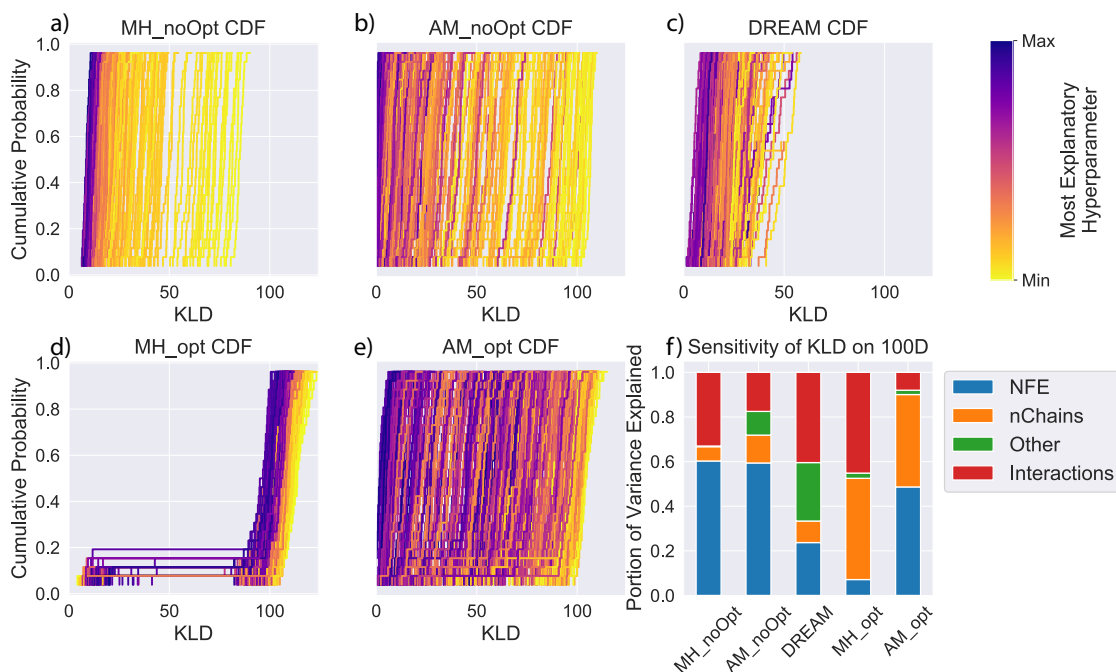 a) MH_noOpt CDF
1.0
0.8
0.6
0.4
0.2
0.0
Cumulative Probability
0 50 100
KLD
b) AM_noOpt CDF
0 50 100
KLD
c) DREAM CDF
0 50 100
KLD
Max
Min
Most Explanatory
Hyperparameter
d) MH_opt CDF
1.0
0.8
0.6
0.4
0.2
0.0
Cumulative Probability
0 50 100
KLD
e) AM_opt CDF
0 50 100
KLD
f) Sensitivity of KLD on 100D
1.0
0.8
0.6
0.4
0.2
0.0
Portion of Variance Explained
MH_noOpt
AM_noOpt
DREAM
MH_opt
AM_opt
NFE
nChains
Other
Interactions